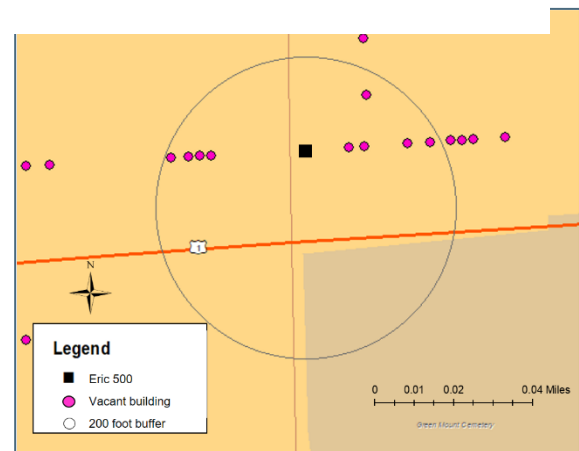 1
N
Legend
Eric 500
Vacant building
200 foot buffer
0 0.01 0.02 0.04 Miles
Green Mount Cemetery